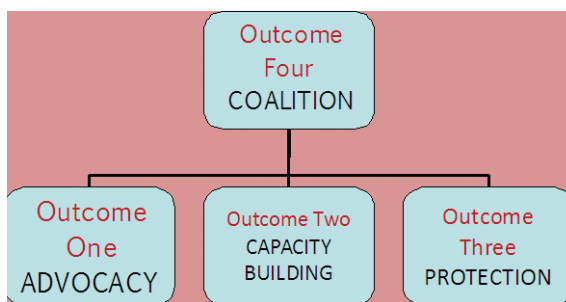 Outcome
Four
COALITION
Outcome
One
ADVOCACY
Outcome Two
CAPACITY
BUILDING
Outcome
Three
PROTECTION